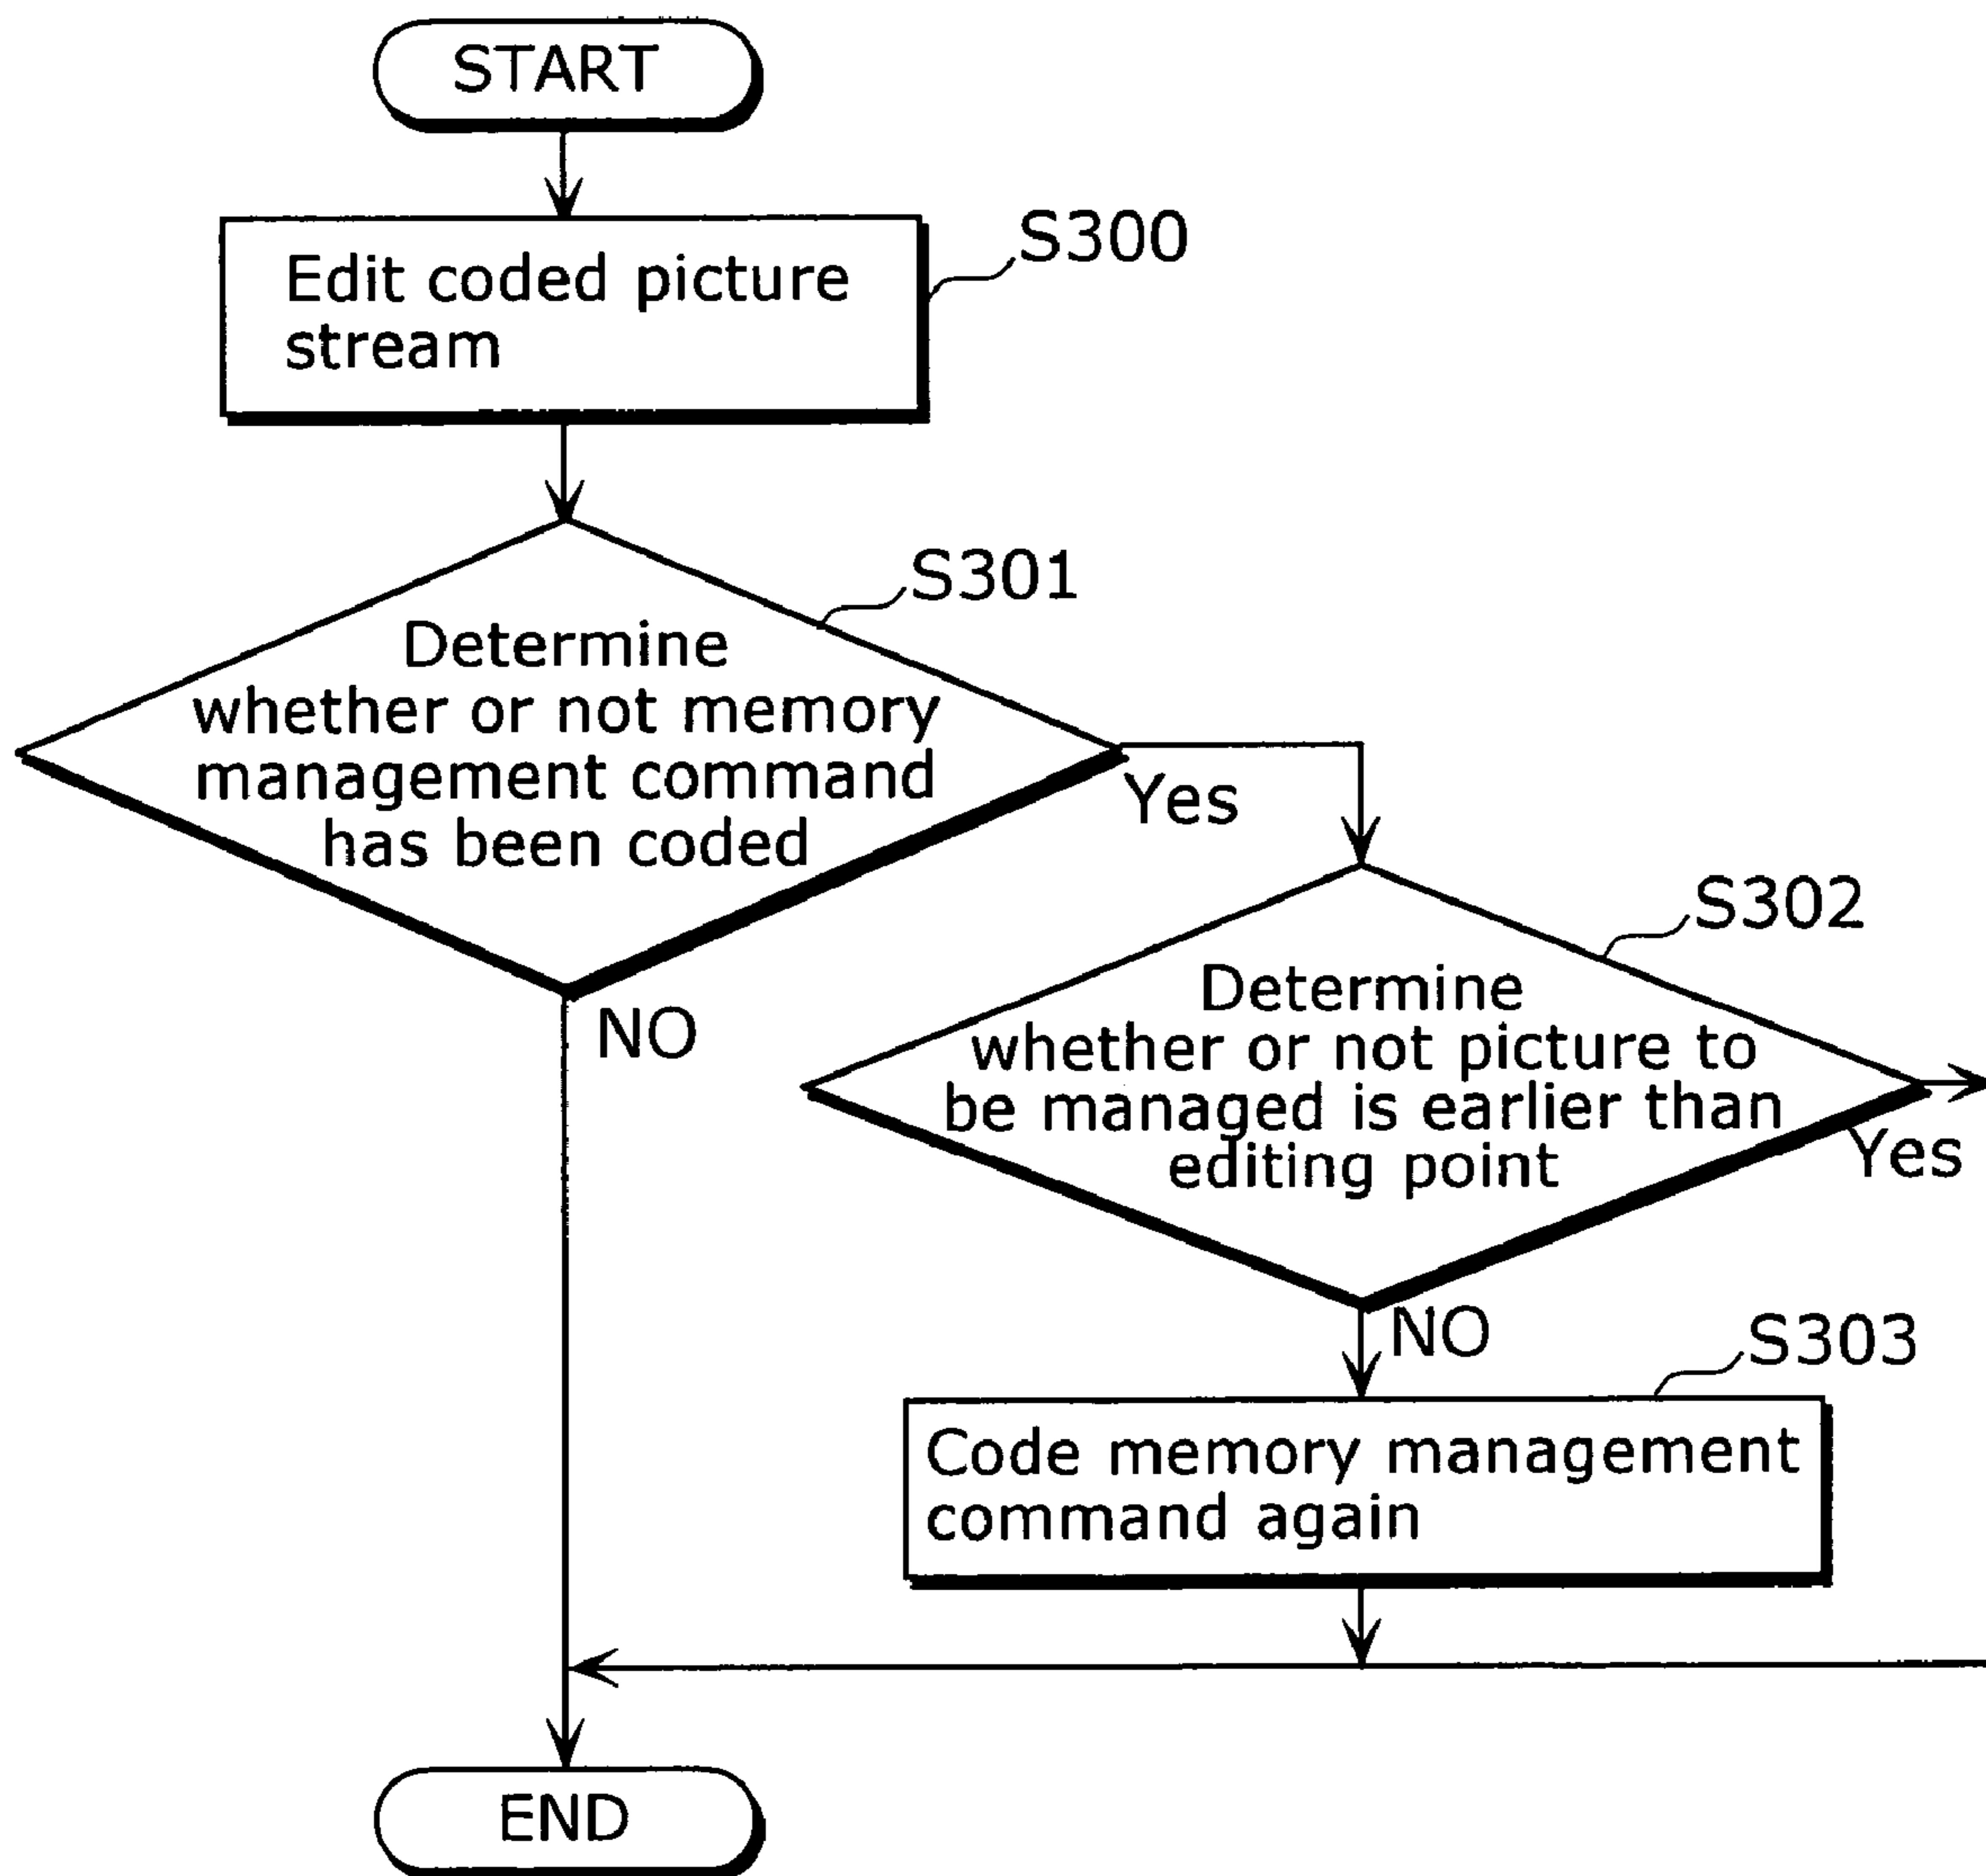 START
S300
Edit coded picture
stream
S301
Determine
whether or not memory
management command
has been coded
Yes
NO
S302
Determine
whether or not picture to
be managed is earlier than
editing point
Yes
NO
S303
Code memory management
command again
END